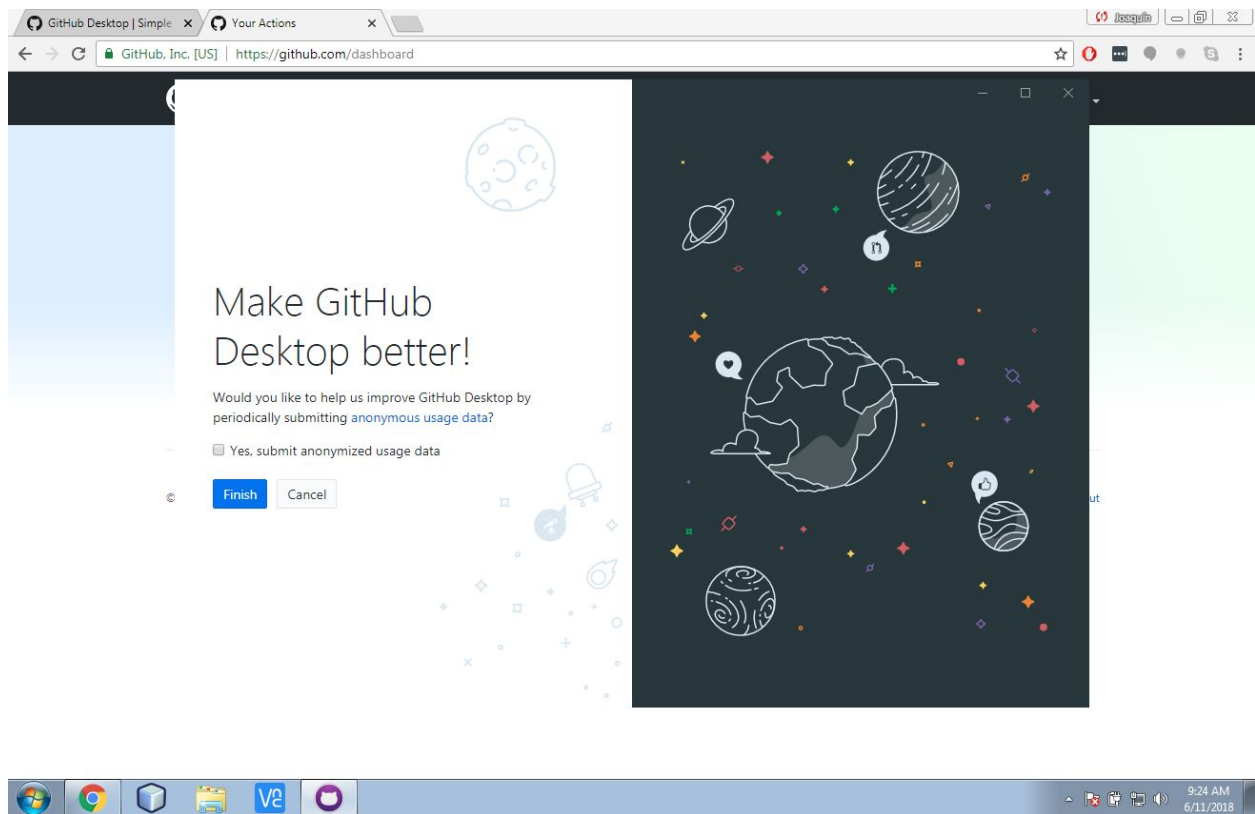 GitHub Desktop | Simple
Your Actions
Joaquín
GitHub, Inc. [US] | https://github.com/dashboard
Make GitHub
Desktop better!
Would you like to help us improve GitHub Desktop by
periodically submitting anonymous usage data?
Yes, submit anonymized usage data
©
Finish
Cancel
ut
9:24 AM
6/11/2018